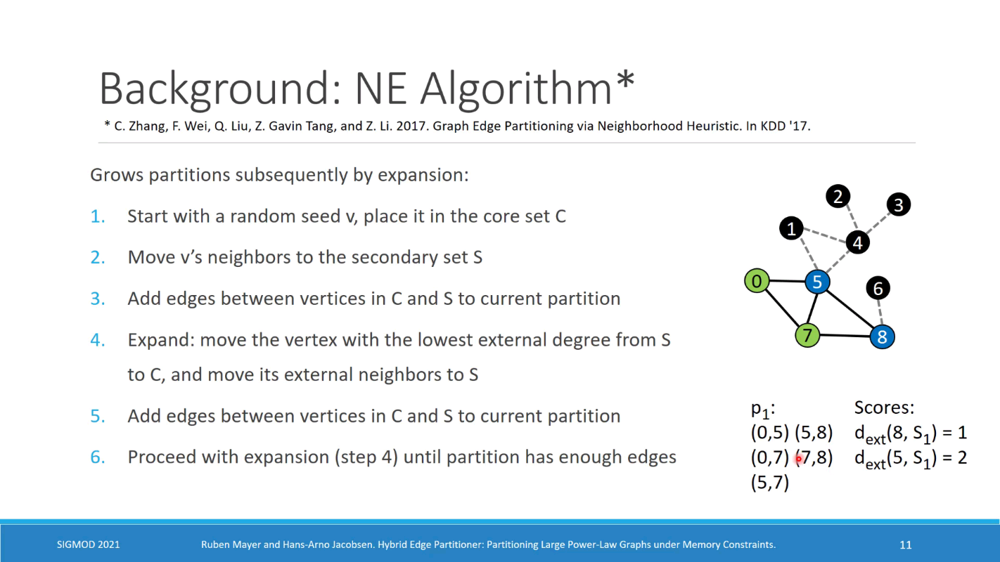 Background: NE Algorithm*
* C. Zhang, F. Wei, Q. Liu, Z. Gavin Tang, and Z. Li. 2017. Graph Edge Partitioning via Neighborhood Heuristic. In KDD '17.
Grows partitions subsequently by expansion:
1. Start with a random seed v, place it in the core set C
2. Move v’s neighbors to the secondary set S
3. Add edges between vertices in C and S to current partition
4. Expand: move the vertex with the lowest external degree from S
to C, and move its external neighbors to S
5. Add edges between vertices in C and S to current partition
6. Proceed with expansion (step 4) until partition has enough edges
2
3
1
4
0
5
6
7
8
p1:
(0,5) (5,8)
(0,7) (7,8)
(5,7)
Scores:
dext(8, S1) = 1
dext(5, S1) = 2
SIGMOD 2021
Ruben Mayer and Hans-Arno Jacobsen. Hybrid Edge Partitioner: Partitioning Large Power-Law Graphs under Memory Constraints.
11